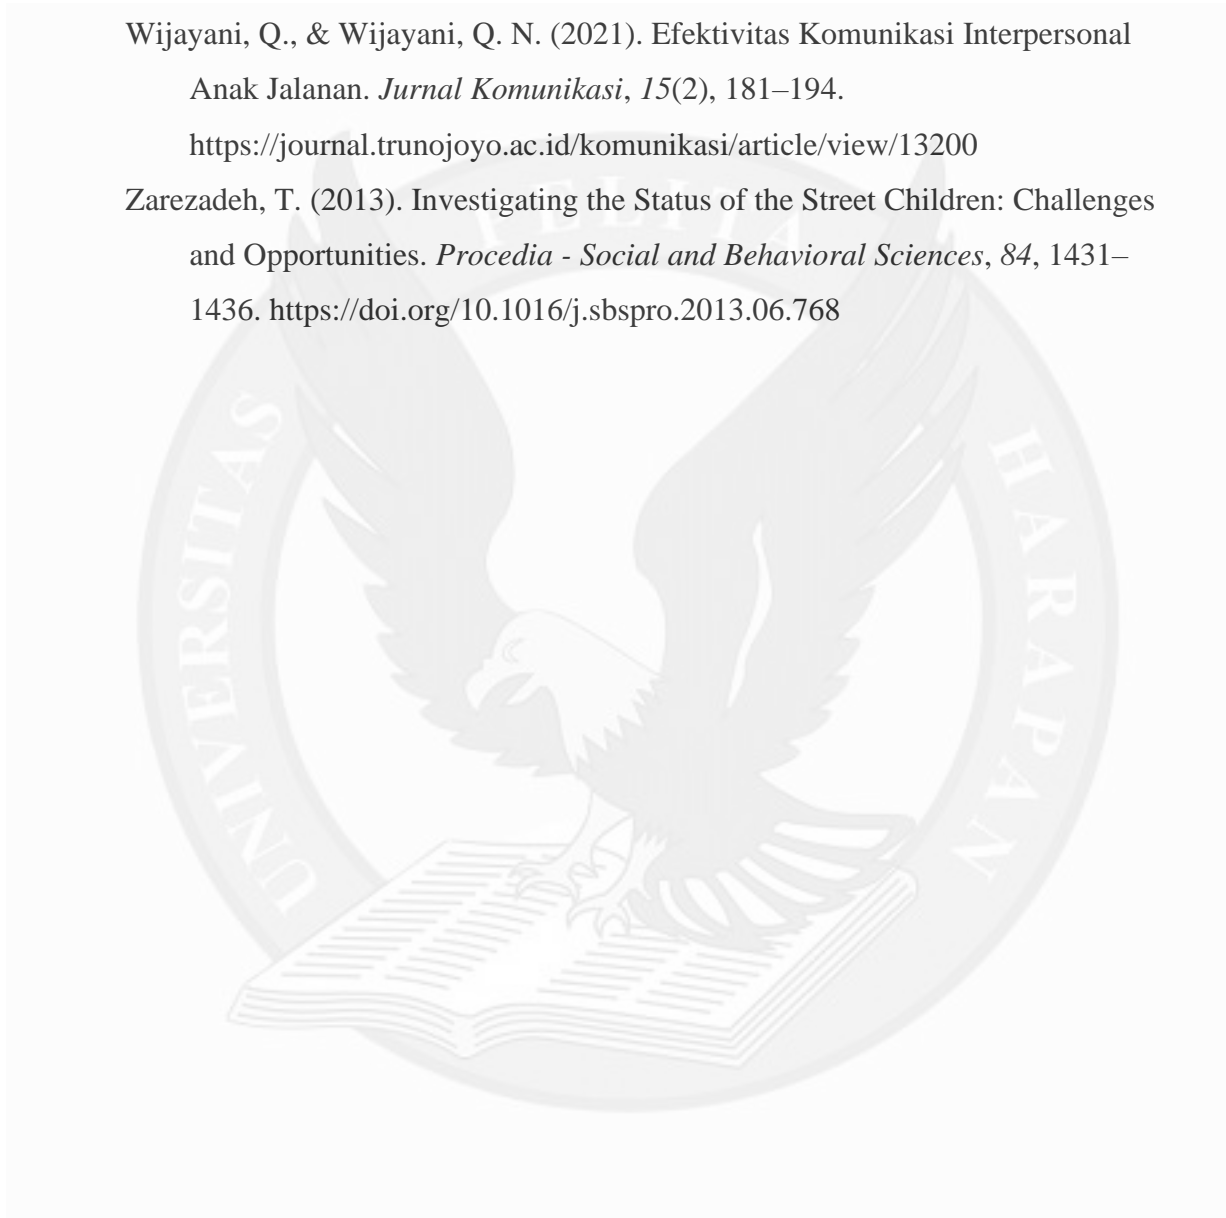 Wijayani, Q., & Wijayani, Q. N. (2021). Efektivitas Komunikasi Interpersonal
Anak Jalanan. Jurnal Komunikasi, 15(2), 181–194.
https://journal.trunojoyo.ac.id/komunikasi/article/view/13200
Zarezadeh, T. (2013). Investigating the Status of the Street Children: Challenges
and Opportunities. Procedia - Social and Behavioral Sciences, 84, 1431–
1436. https://doi.org/10.1016/j.sbspro.2013.06.768
UNIVERSITAS
PELITA
HARAPAN